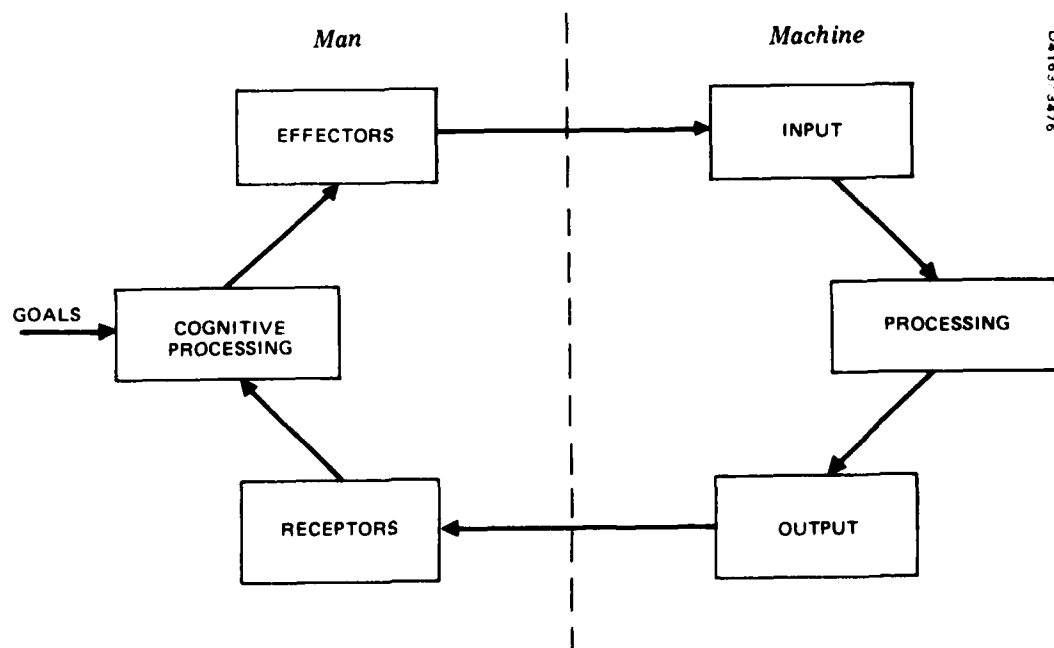 Man
Machine
EFFECTORS
INPUT
GOALS
COGNITIVE
PROCESSING
PROCESSING
RECEPTORS
OUTPUT